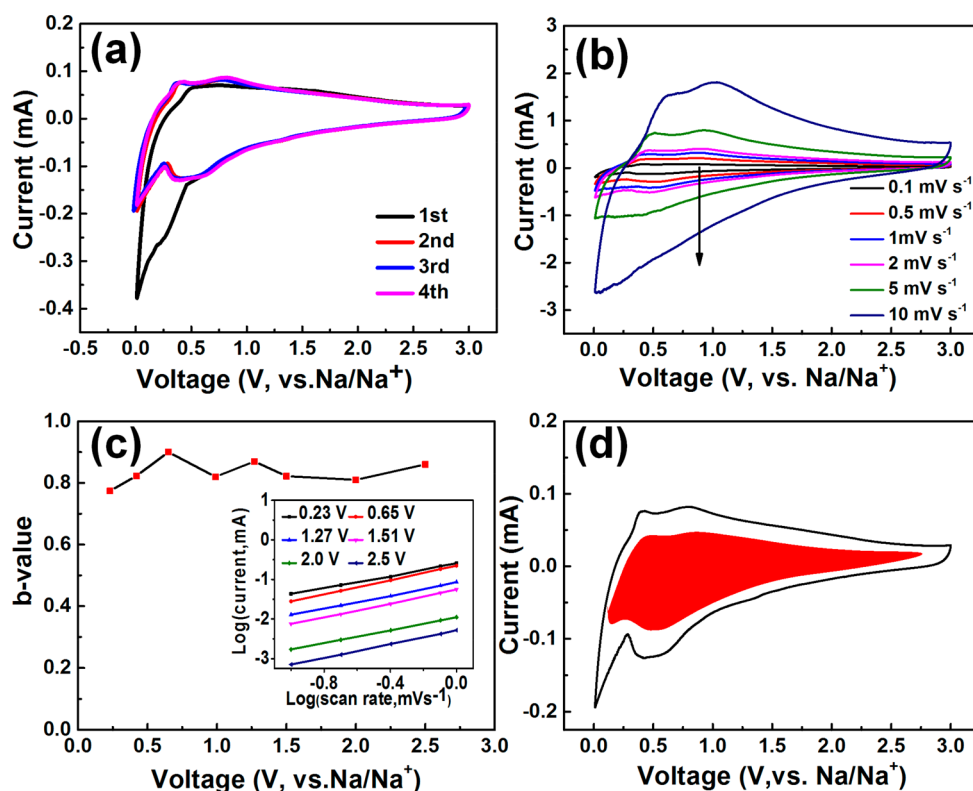 (a)
Current (mA)
0.2
0.1
0.0
-0.1
-0.2
-0.3
-0.4
1st
2nd
3rd
4th
-0.5 0.0 0.5 1.0 1.5 2.0 2.5 3.0
Voltage (V, vs.Na/Na⁺)
(b)
Current (mA)
3
2
1
0
-1
-2
-3
0.1 mV s⁻¹
0.5 mV s⁻¹
1mV s⁻¹
2 mV s⁻¹
5 mV s⁻¹
10 mV s⁻¹
0.0 0.5 1.0 1.5 2.0 2.5 3.0
Voltage (V, vs. Na/Na⁺)
(c)
b-value
1.0
0.8
0.6
0.4
0.2
0.0
0.23 V 0.65 V
1.27 V 1.51 V
2.0 V 2.5 V
Log(current,mA)
1
0
-1
-2
-3
-0.8 -0.4 0.0
Log(scan rate,mVs⁻¹)
0.0 0.5 1.0 1.5 2.0 2.5 3.0
Voltage (V, vs.Na/Na⁺)
(d)
Current (mA)
0.2
0.1
0.0
-0.1
-0.2
0.0 0.5 1.0 1.5 2.0 2.5 3.0
Voltage (V,vs. Na/Na⁺)